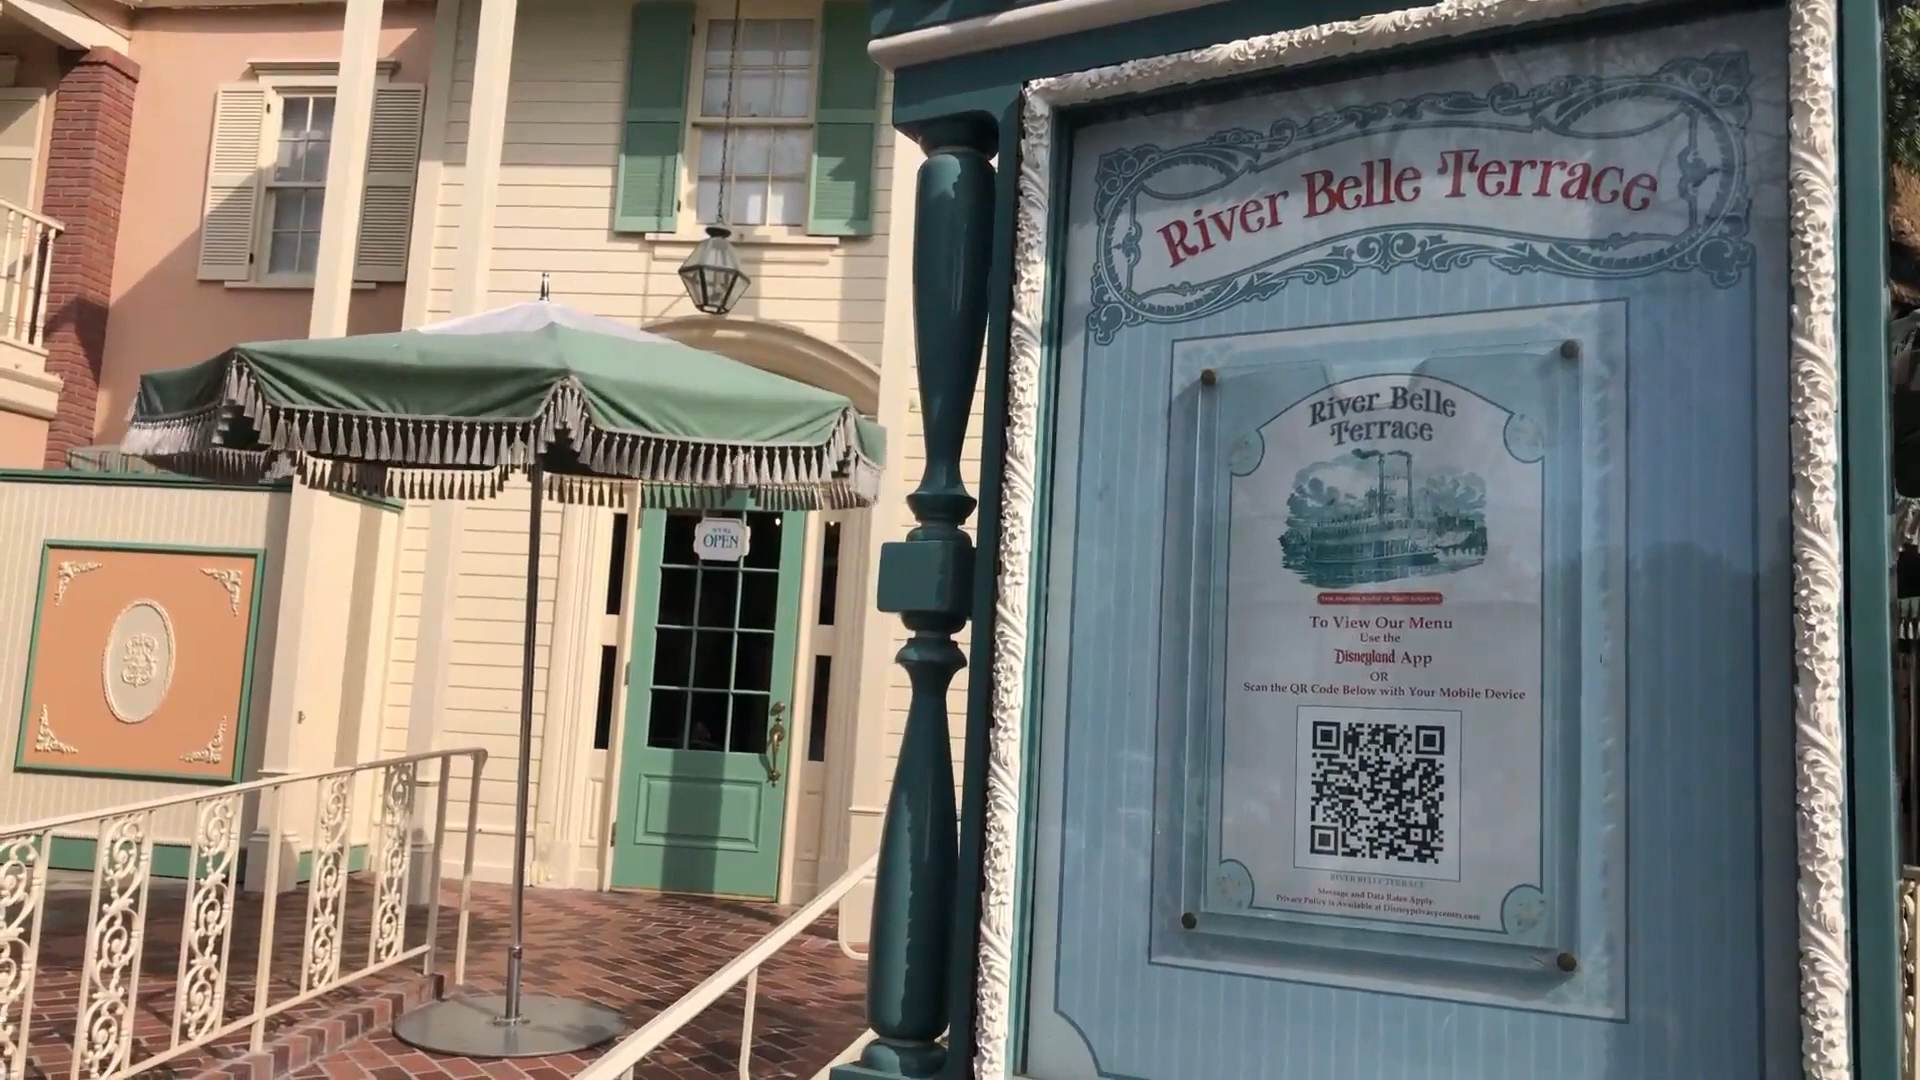 River Belle Terrace
River Belle
Terrace
To View Our Menu
Use the
Disneyland App
OR
Scan the QR Code Below with Your Mobile Device
RIVER BELLE TERRACE
Message and Data Rates Apply.
Privacy Policy is Available at Disneyprivacycenter.com
OPEN